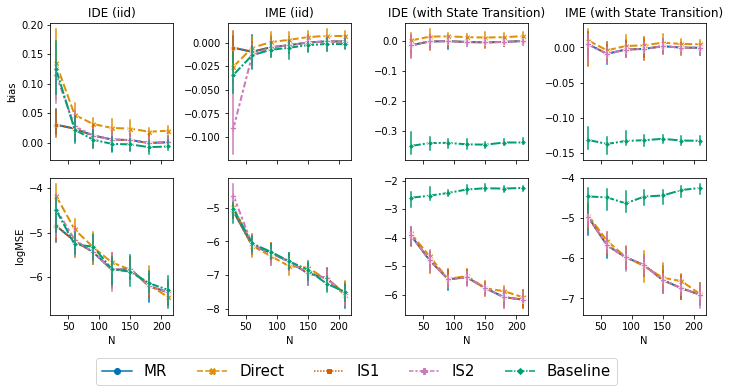 IDE (iid)
IME (iid)
IDE (with State Transition)
IME (with State Transition)
bias
0.20
0.15
0.10
0.05
0.00
0.000
−0.025
−0.050
−0.075
−0.100
0.0
−0.1
−0.2
−0.3
0.00
−0.05
−0.10
−0.15
logMSE
−4
−5
−6
−5
−6
−7
−8
−2
−3
−4
−5
−6
−4
−5
−6
−7
50 100 150 200
50 100 150 200
50 100 150 200
50 100 150 200
N
N
N
N
MR Direct IS1 IS2 Baseline